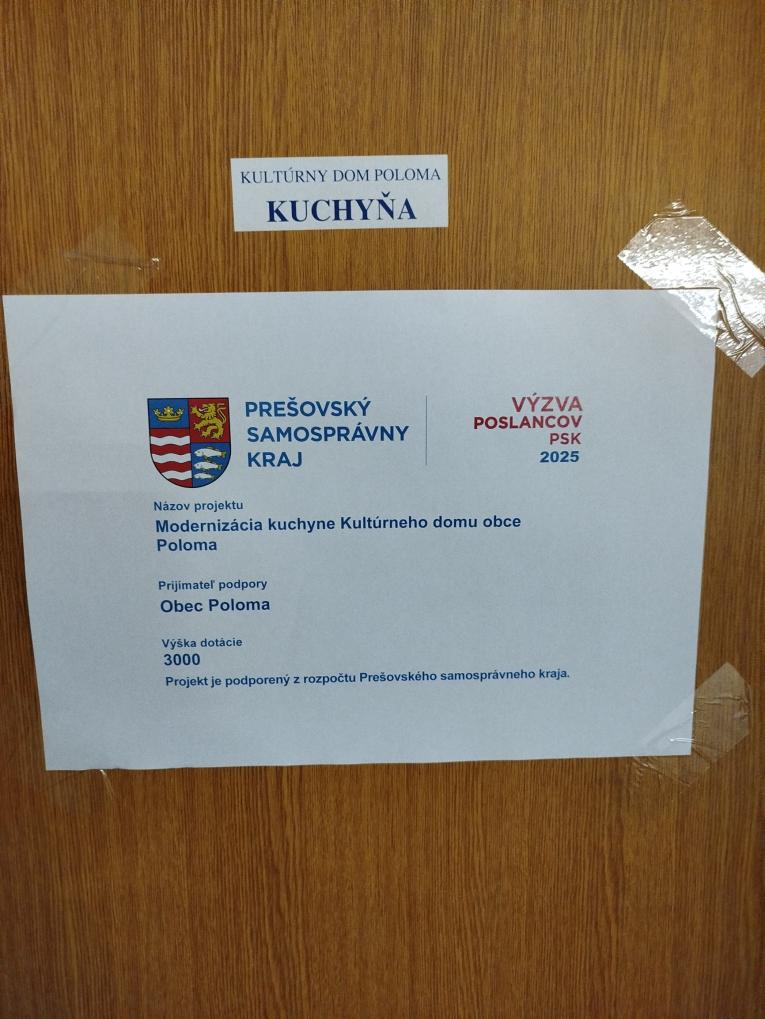 KULTÚRNY DOM POLOMA
KUCHYŇA
PREŠOVSKÝ
SAMOSPRÁVNY
KRAJ
VÝZVA
POSLANCOV
PSK
2025
Názov projektu
Modernizácia kuchyne Kultúrneho domu obce
Poloma
Prijímateľ podpory
Obec Poloma
Výška dotácie
3000
Projekt je podporený z rozpočtu Prešovského samosprávneho kraja.